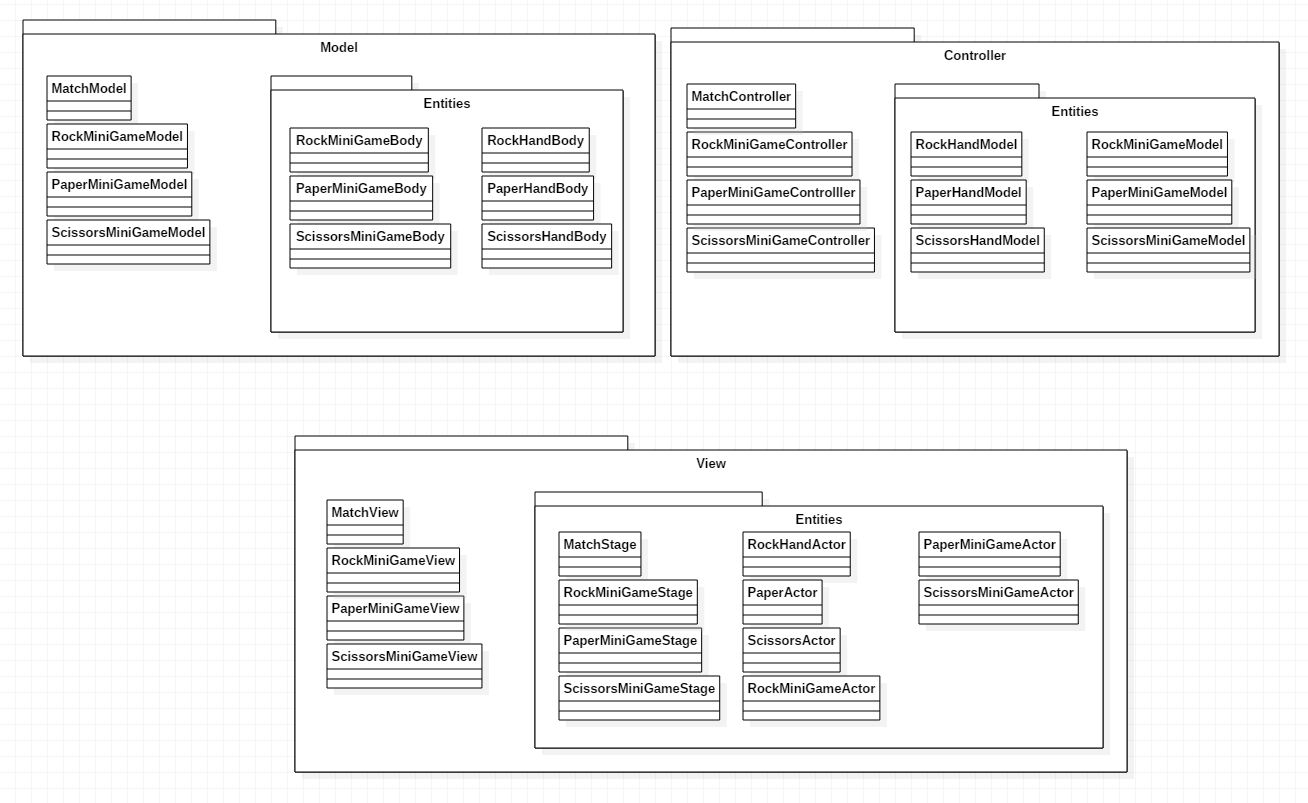 Model
MatchModel
RockMiniGameModel
PaperMiniGameModel
ScissorsMiniGameModel
Entities
RockMiniGameBody
PaperMiniGameBody
ScissorsMiniGameBody
RockHandBody
PaperHandBody
ScissorsHandBody
Controller
MatchController
RockMiniGameController
PaperMiniGameControlller
ScissorsMiniGameController
Entities
RockHandModel
PaperHandModel
ScissorsHandModel
RockMiniGameModel
PaperMiniGameModel
ScissorsMiniGameModel
View
MatchView
RockMiniGameView
PaperMiniGameView
ScissorsMiniGameView
Entities
MatchStage
RockMiniGameStage
PaperMiniGameStage
ScissorsMiniGameStage
RockHandActor
PaperActor
ScissorsActor
RockMiniGameActor
PaperMiniGameActor
ScissorsMiniGameActor